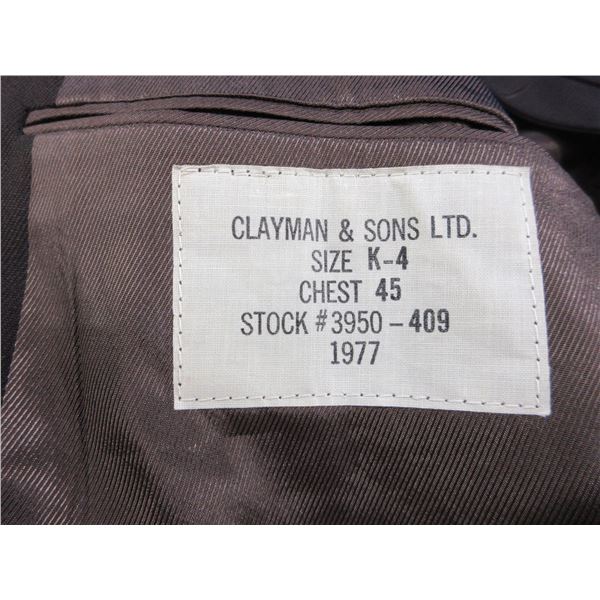 CLAYMAN & SONS LTD.
SIZE K-4
CHEST 45
STOCK #3950-409
1977